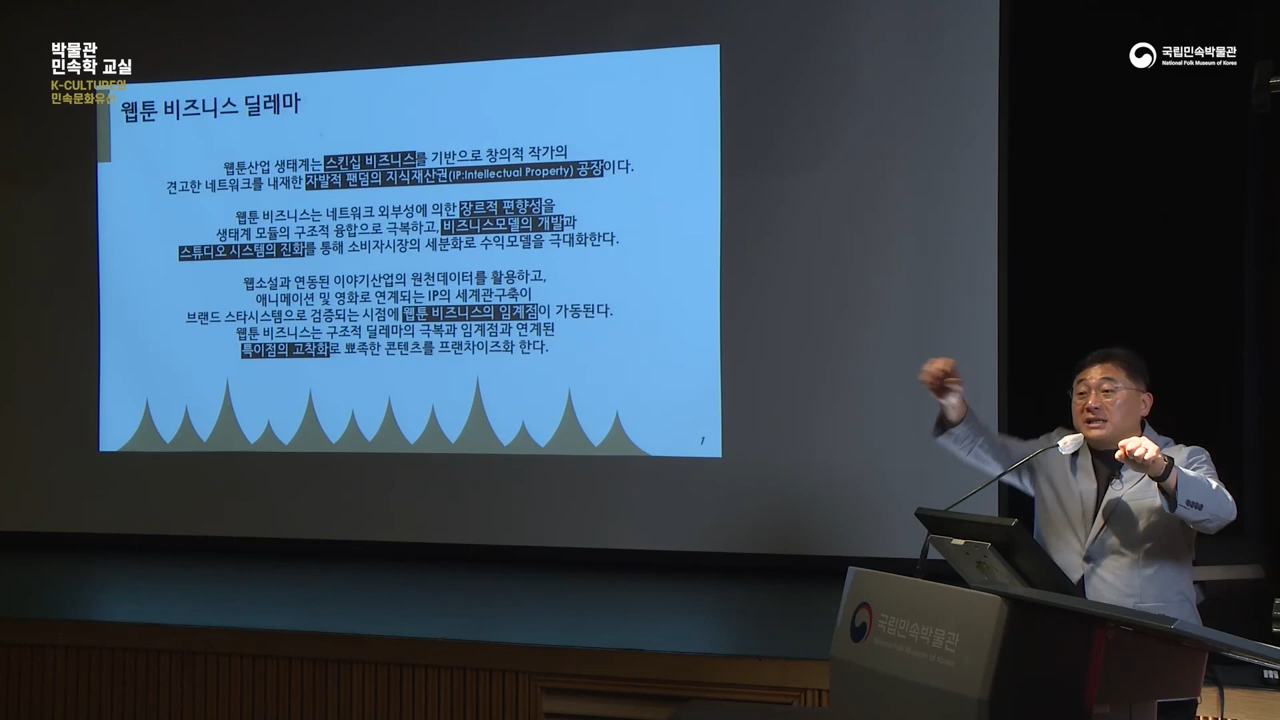 박물관
민속학 교실
K-CULTURE와
민속문화유산
국립민속박물관
National Folk Museum of Korea
웹툰 비즈니스 딜레마
웹툰산업 생태계는 스킨십 비즈니스를 기반으로 창의적 작가의
견고한 네트워크를 내재한 자발적 팬덤의 지식재산권(IP:Intellectual Property) 공장이다.
웹툰 비즈니스는 네트워크 외부성에 의한 장르적 편향성을
생태계 모듈의 구조적 융합으로 극복하고, 비즈니스모델의 개발과
스튜디오 시스템의 진화를 통해 소비자시장의 세분화로 수익모델을 극대화한다.
웹소설과 연동된 이야기산업의 원천데이터를 활용하고,
애니메이션 및 영화로 연계되는 IP의 세계관구축이
브랜드 스타시스템으로 검증되는 시점에 웹툰 비즈니스의 임계점이 가동된다.
웹툰 비즈니스는 구조적 딜레마의 극복과 임계점과 연계된
특이점의 고착화로 뾰족한 콘텐츠를 프랜차이즈화 한다.
1
국립민속박물관
National Folk Museum of Korea